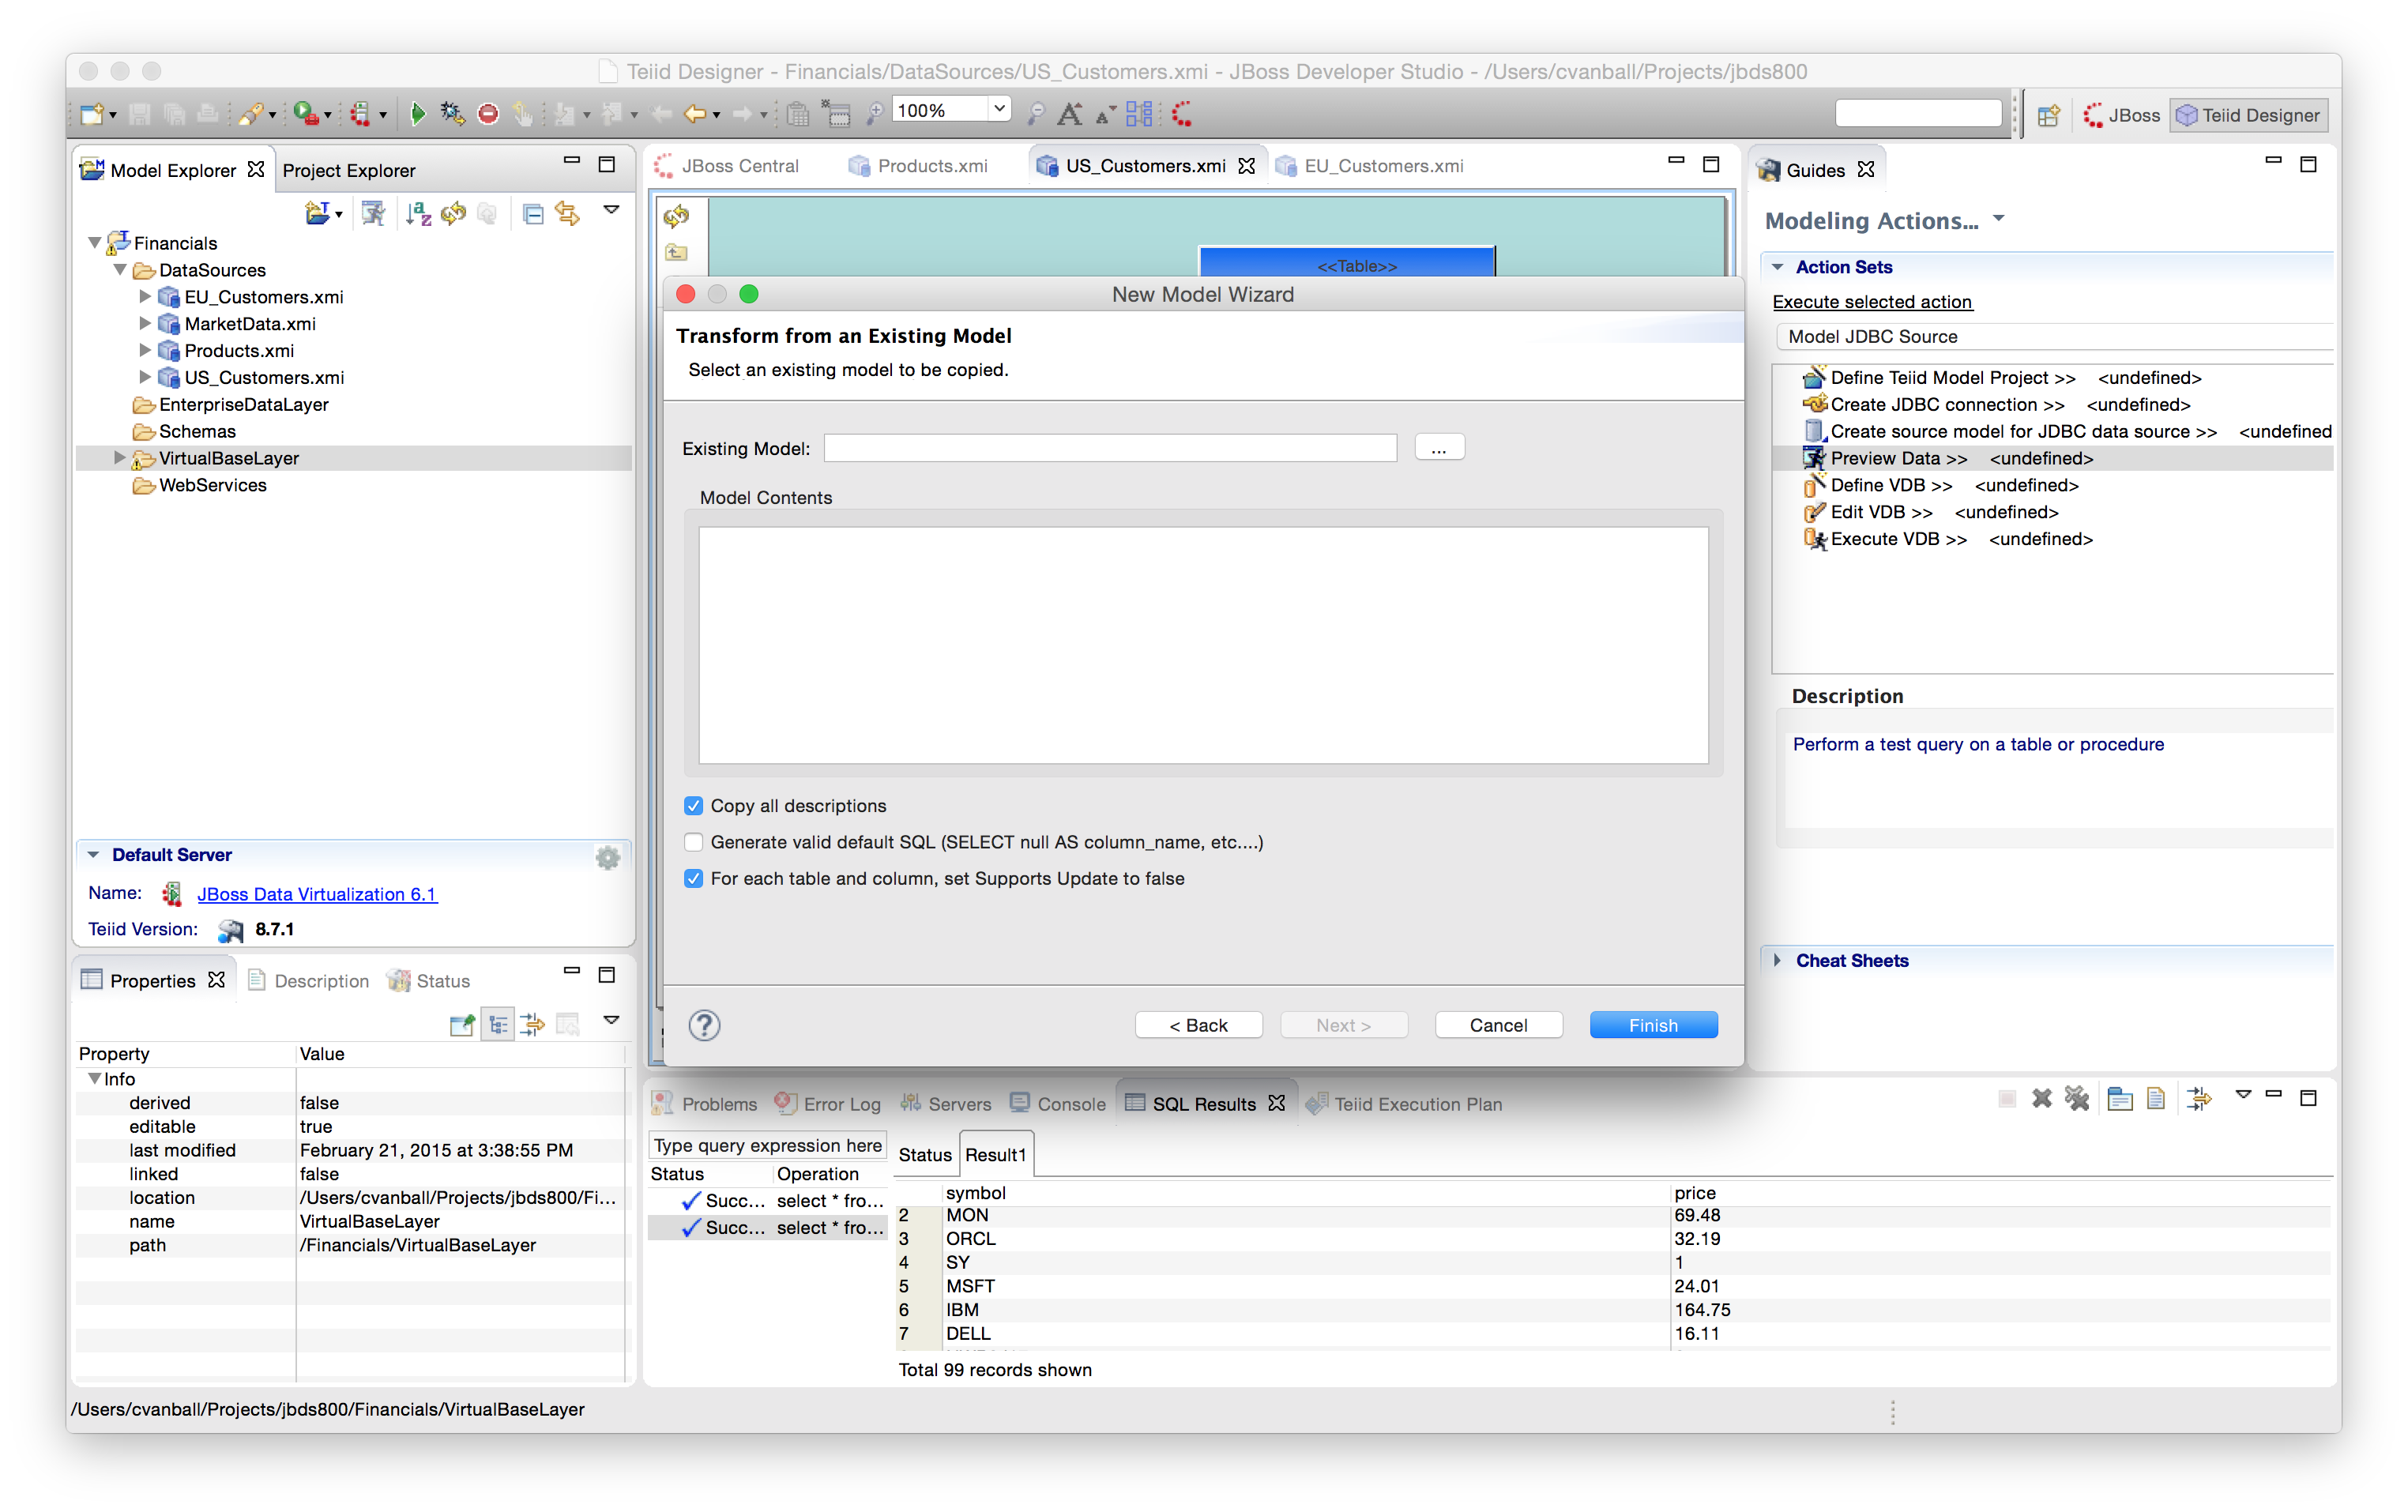 Teiid Designer - Financials/DataSources/US_Customers.xmi - JBoss Developer Studio - /Users/cvanball/Projects/jbds800
100%
JBoss
Teiid Designer
Model Explorer
Project Explorer
Financials
DataSources
EU_Customers.xmi
MarketData.xmi
Products.xmi
US_Customers.xmi
EnterpriseDataLayer
Schemas
VirtualBaseLayer
WebServices
Default Server
Name: JBoss Data Virtualization 6.1
Teiid Version: 8.7.1
Properties
Description
Status
Property Value
Info
derived false
editable true
last modified February 21, 2015 at 3:38:55 PM
linked false
location /Users/cvanball/Projects/jbds800/Fi...
name VirtualBaseLayer
path /Financials/VirtualBaseLayer
/Users/cvanball/Projects/jbds800/Financials/VirtualBaseLayer
JBoss Central
Products.xmi
US_Customers.xmi
EU_Customers.xmi
<<Table>>
New Model Wizard
Transform from an Existing Model
Select an existing model to be copied.
Existing Model:
...
Model Contents
Copy all descriptions
Generate valid default SQL (SELECT null AS column_name, etc....)
For each table and column, set Supports Update to false
?
< Back
Next >
Cancel
Finish
Guides
Modeling Actions...
Action Sets
Execute selected action
Model JDBC Source
Define Teiid Model Project >> <undefined>
Create JDBC connection >> <undefined>
Create source model for JDBC data source >> <undefined
Preview Data >> <undefined>
Define VDB >> <undefined>
Edit VDB >> <undefined>
Execute VDB >> <undefined>
Description
Perform a test query on a table or procedure
Cheat Sheets
Problems
Error Log
Servers
Console
SQL Results
Teiid Execution Plan
Type query expression here
Status Operation
Succ... select * fro...
Succ... select * fro...
Status
Result1
symbol price
2 MON 69.48
3 ORCL 32.19
4 SY 1
5 MSFT 24.01
6 IBM 164.75
7 DELL 16.11
Total 99 records shown